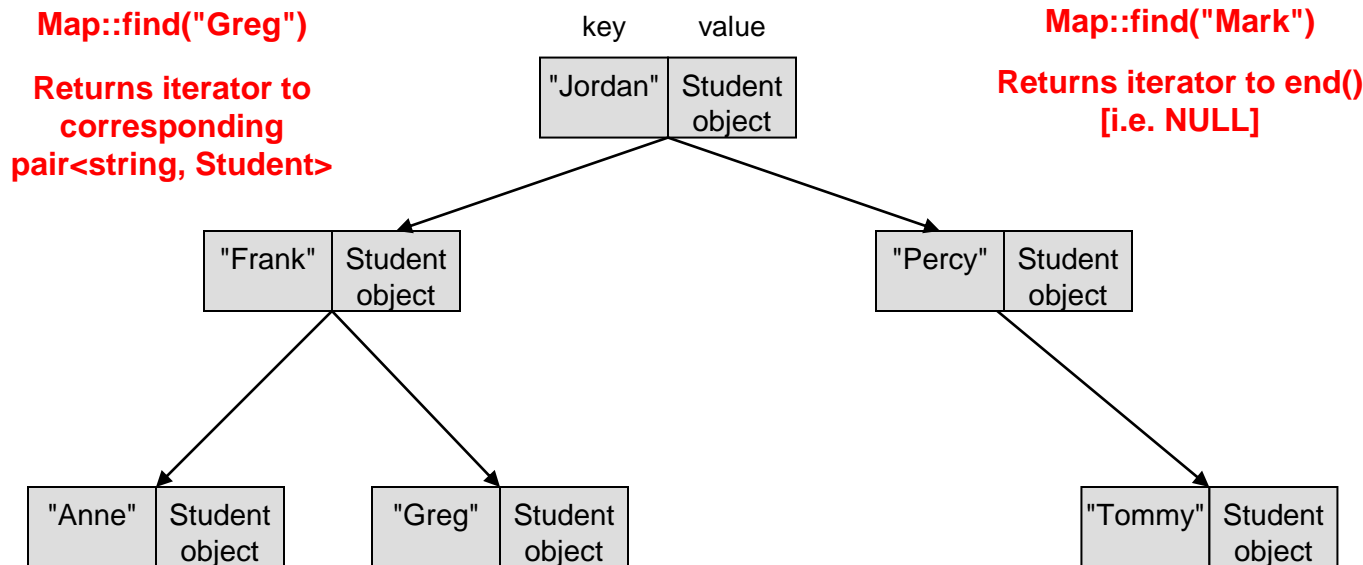 Map::find("Greg")
Returns iterator to
corresponding
pair<string, Student>
key value
Map::find("Mark")
Returns iterator to end()
[i.e. NULL]
"Jordan" Student
object
"Frank" Student
object
"Percy" Student
object
"Anne" Student
object
"Greg" Student
object
"Tommy" Student
object